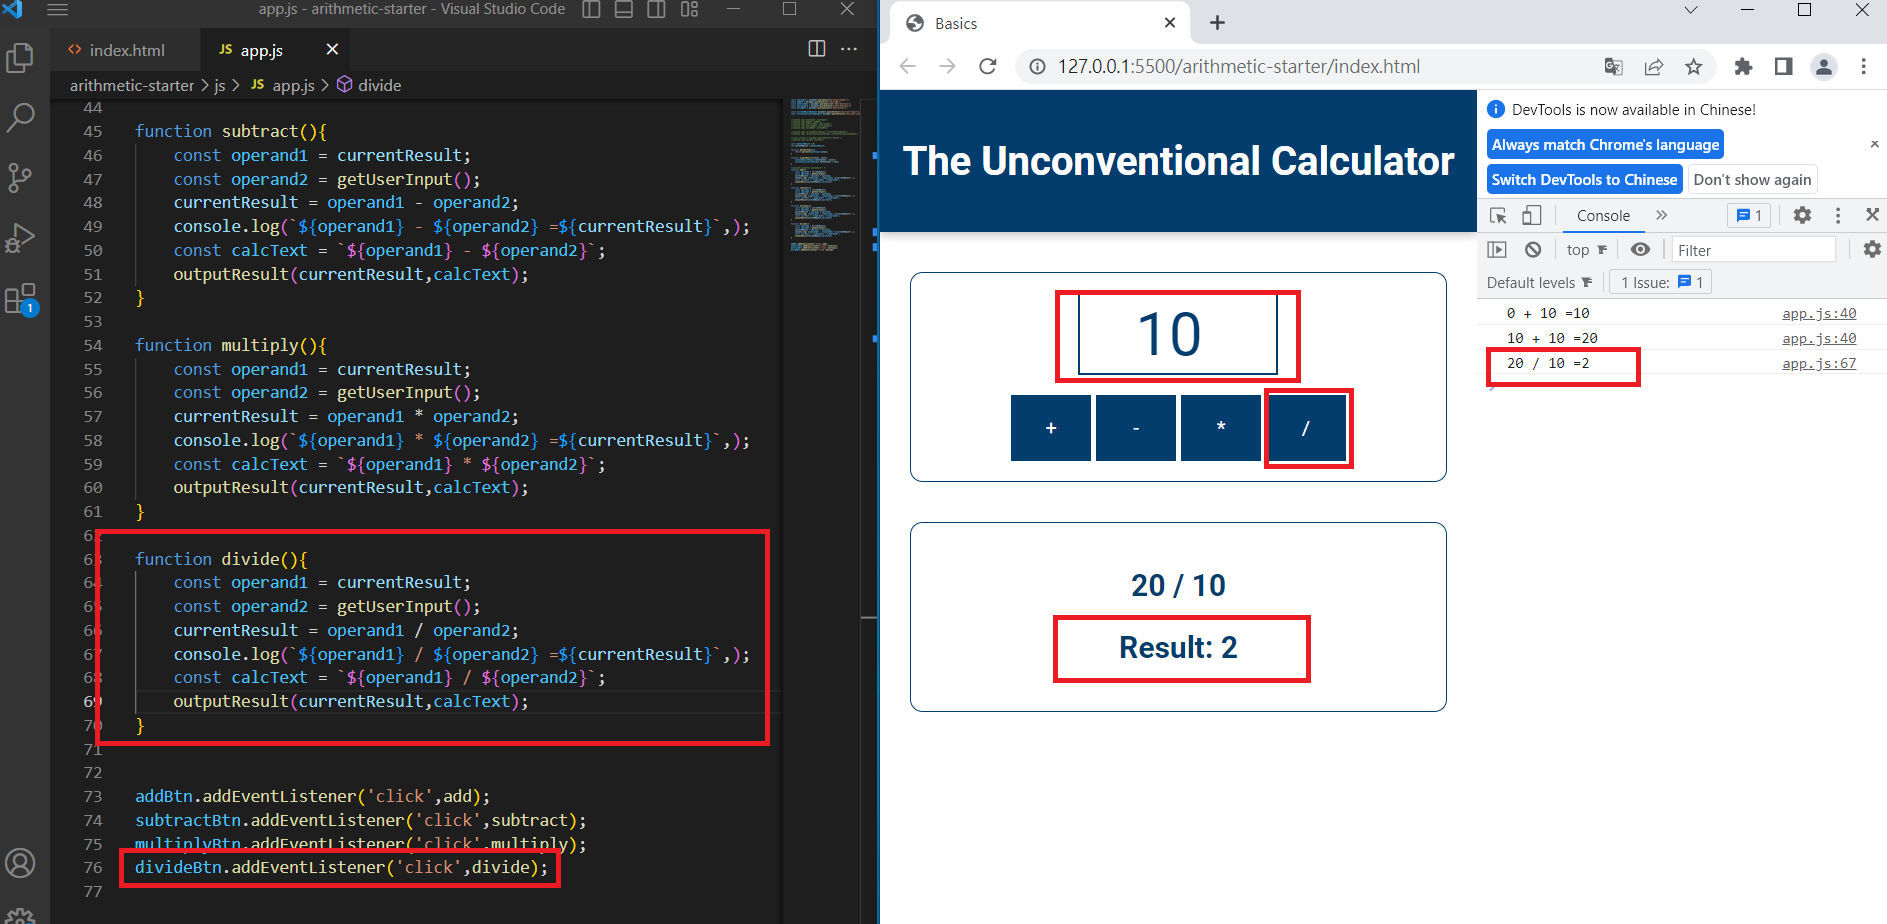 app.js - arithmetic-starter - Visual Studio Code
index.html
JS app.js
arithmetic-starter > js > JS app.js > divide
44
45 function subtract(){
46 const operand1 = currentResult;
47 const operand2 = getUserInput();
48 currentResult = operand1 - operand2;
49 console.log(`${operand1} - ${operand2} =${currentResult}`,);
50 const calcText = `${operand1} - ${operand2}`;
51 outputResult(currentResult,calcText);
52 }
53
54 function multiply(){
55 const operand1 = currentResult;
56 const operand2 = getUserInput();
57 currentResult = operand1 * operand2;
58 console.log(`${operand1} * ${operand2} =${currentResult}`,);
59 const calcText = `${operand1} * ${operand2}`;
60 outputResult(currentResult,calcText);
61 }
62
63 function divide(){
64 const operand1 = currentResult;
65 const operand2 = getUserInput();
66 currentResult = operand1 / operand2;
67 console.log(`${operand1} / ${operand2} =${currentResult}`,);
68 const calcText = `${operand1} / ${operand2}`;
69 outputResult(currentResult,calcText);
70 }
71
72
73 addBtn.addEventListener('click',add);
74 subtractBtn.addEventListener('click',subtract);
75 multiplyBtn.addEventListener('click',multiply);
76 divideBtn.addEventListener('click',divide);
77
1
Basics
127.0.0.1:5500/arithmetic-starter/index.html
The Unconventional Calculator
10
+ - * /
20 / 10
Result: 2
DevTools is now available in Chinese!
Always match Chrome's language
Switch DevTools to Chinese Don't show again
Console » 1
top Filter
Default levels 1 Issue: 1
0 + 10 =10 app.js:40
10 + 10 =20 app.js:40
20 / 10 =2 app.js:67